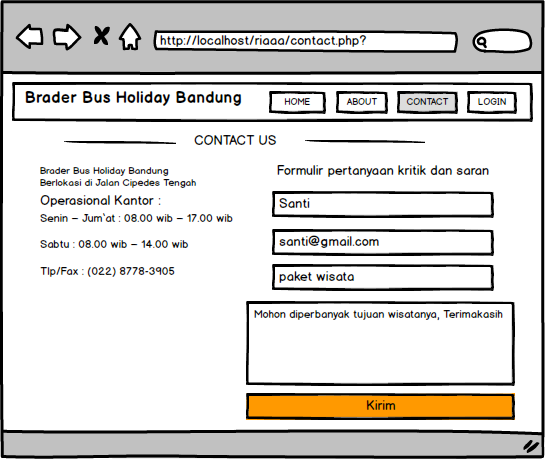 http://localhost/riaaa/contact.php?
Brader Bus Holiday Bandung
HOME
ABOUT
CONTACT
LOGIN
CONTACT US
Brader Bus Holiday Bandung
Berlokasi di Jalan Cipedes Tengah
Operasional Kantor :
Senin – Jum`at : 08.00 wib – 17.00 wib
Sabtu : 08.00 wib – 14.00 wib
Tlp/Fax : (022) 8778-3905
Formulir pertanyaan kritik dan saran
Santi
santi@gmail.com
paket wisata
Mohon diperbanyak tujuan wisatanya, Terimakasih
Kirim